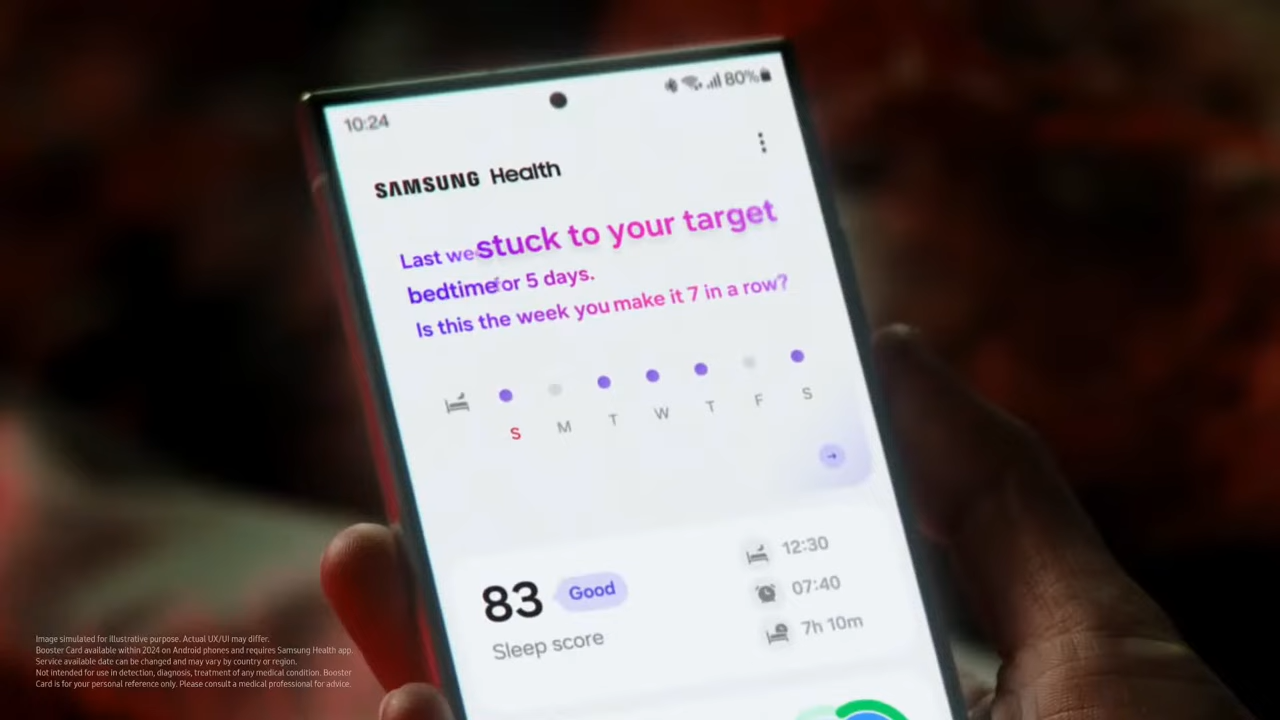 10:24 80%
SAMSUNG Health
Last we stuck to your target
bedtime for 5 days.
Is this the week you make it 7 in a row?
S M T W T F S
12:30
83 Good 07:40
Sleep score 7h 10m
Image simulated for illustrative purpose. Actual UX/UI may differ.
Booster Card available within 2024 on Android phones and requires Samsung Health app.
Service available date can be changed and may vary by country or region.
Not intended for use in detection, diagnosis, treatment of any medical condition. Booster
Card is for your personal reference only. Please consult a medical professional for advice.